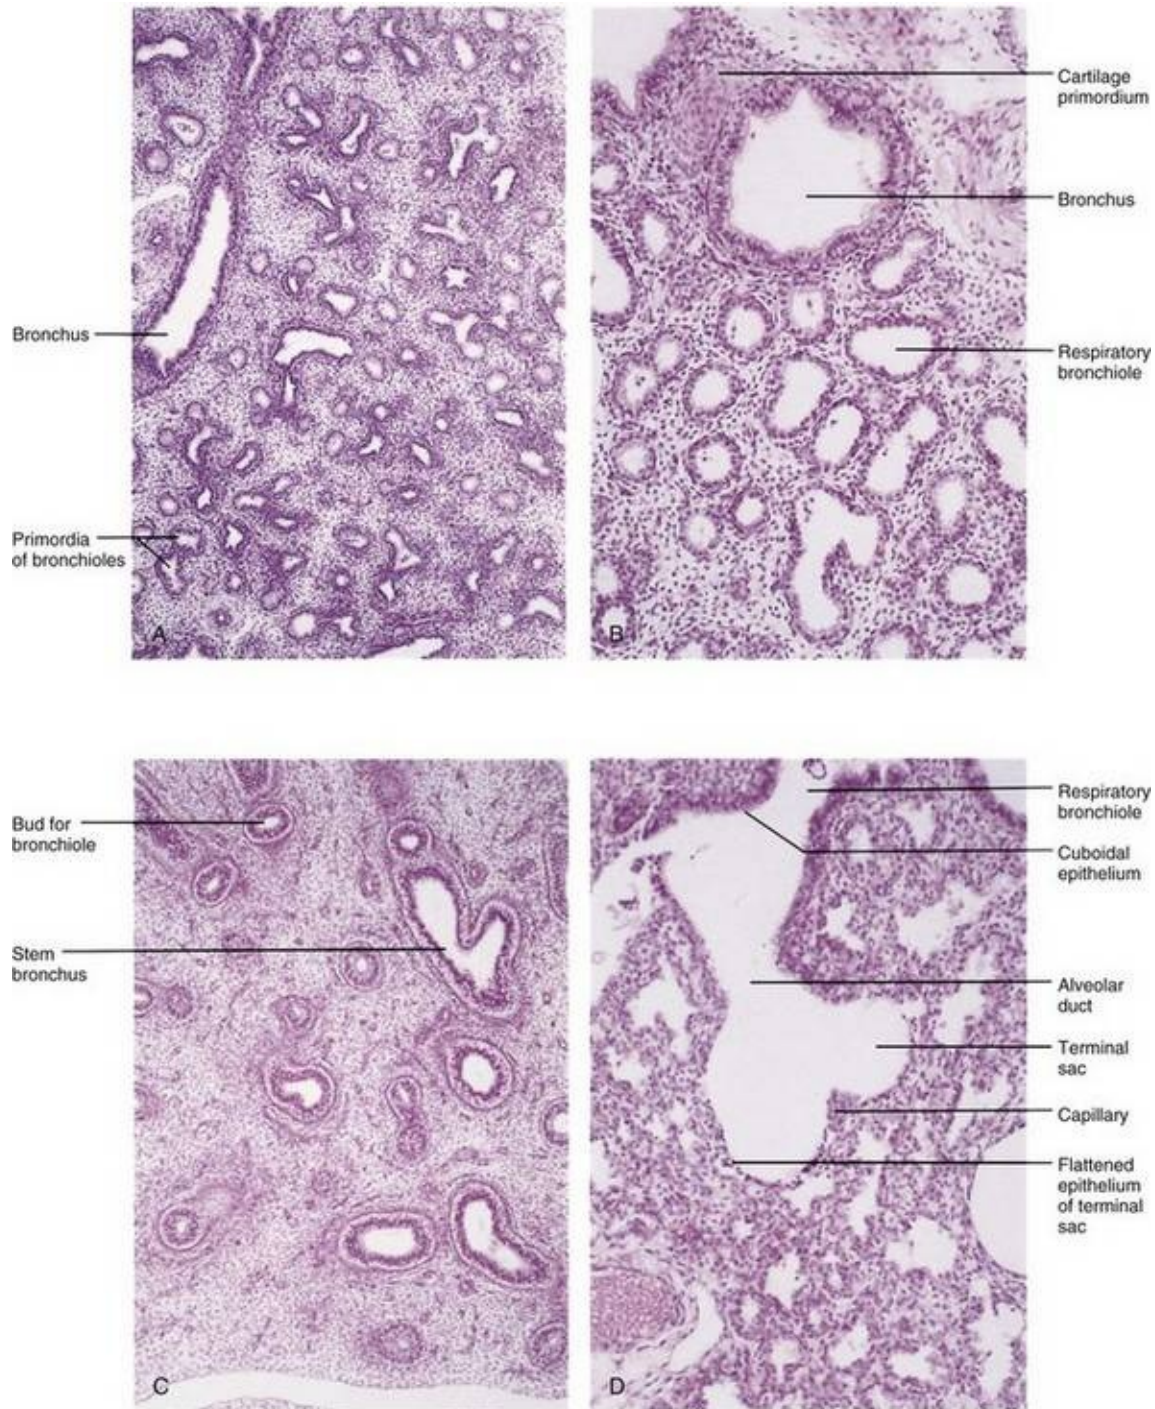 Bronchus
Primordia
of bronchioles
A
Cartilage
primordium
Bronchus
Respiratory
bronchiole
B
Bud for
bronchiole
Stem
bronchus
C
Respiratory
bronchiole
Cuboidal
epithelium
Alveolar
duct
Terminal
sac
Capillary
Flattened
epithelium
of terminal
sac
D